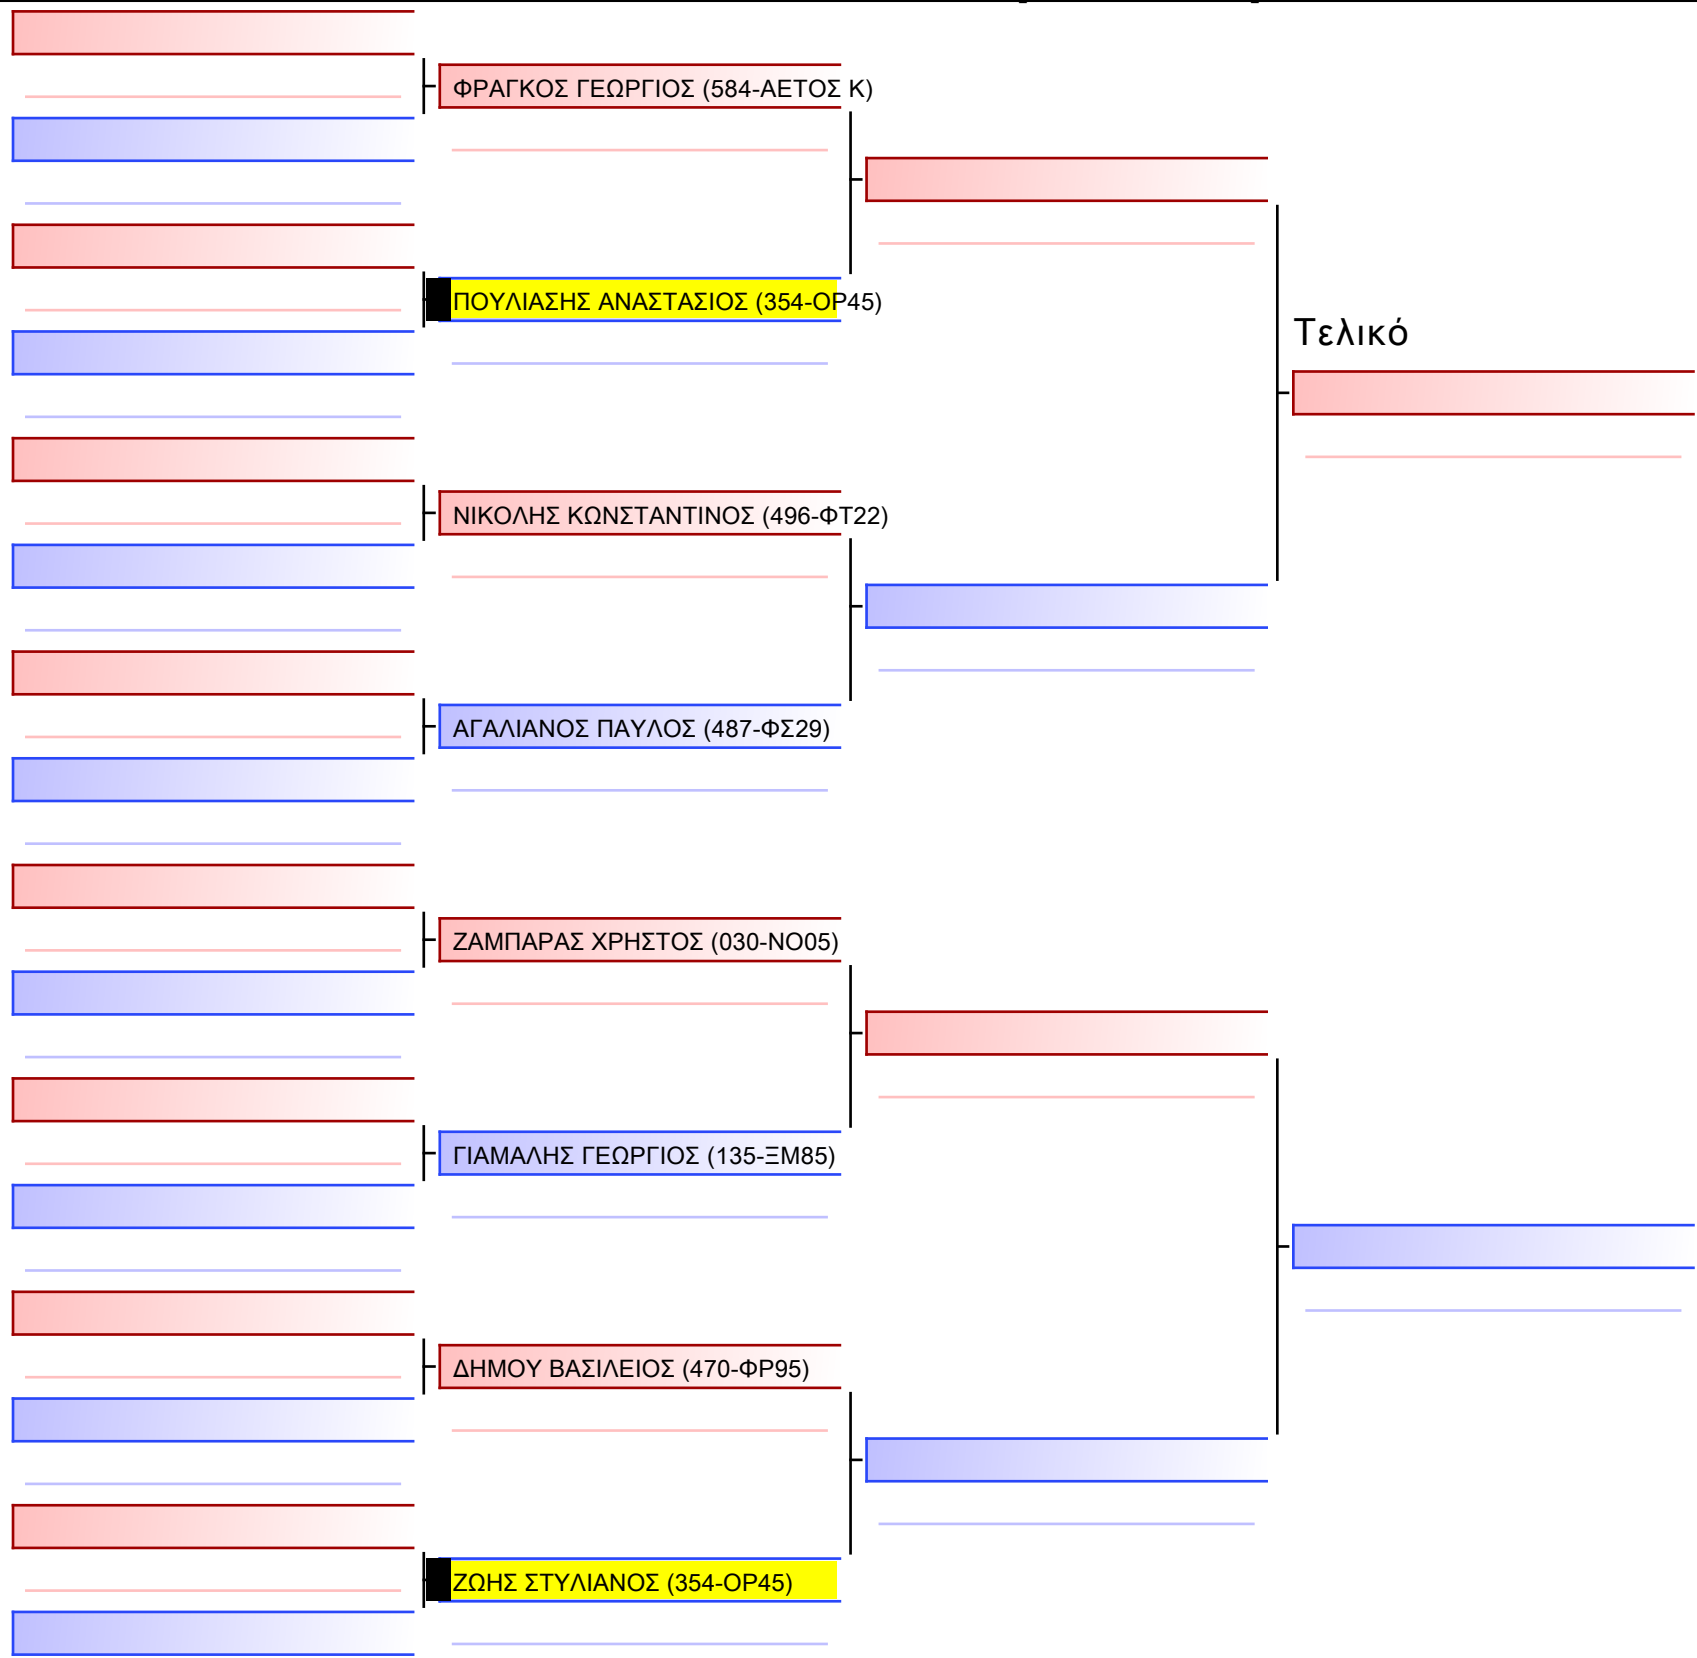 ΦΡΑΓΚΟΣ ΓΕΩΡΓΙΟΣ (584-ΑΕΤΟΣ Κ)
ΠΟΥΛΙΑΣΗΣ ΑΝΑΣΤΑΣΙΟΣ (354-ΟΡ45)
Τελικό
ΝΙΚΟΛΗΣ ΚΩΝΣΤΑΝΤΙΝΟΣ (496-ΦΤ22)
ΑΓΑΛΙΑΝΟΣ ΠΑΥΛΟΣ (487-ΦΣ29)
ΖΑΜΠΑΡΑΣ ΧΡΗΣΤΟΣ (030-ΝΟ05)
ΓΙΑΜΑΛΗΣ ΓΕΩΡΓΙΟΣ (135-ΞΜ85)
ΔΗΜΟΥ ΒΑΣΙΛΕΙΟΣ (470-ΦΡ95)
ΖΩΗΣ ΣΤΥΛΙΑΝΟΣ (354-ΟΡ45)